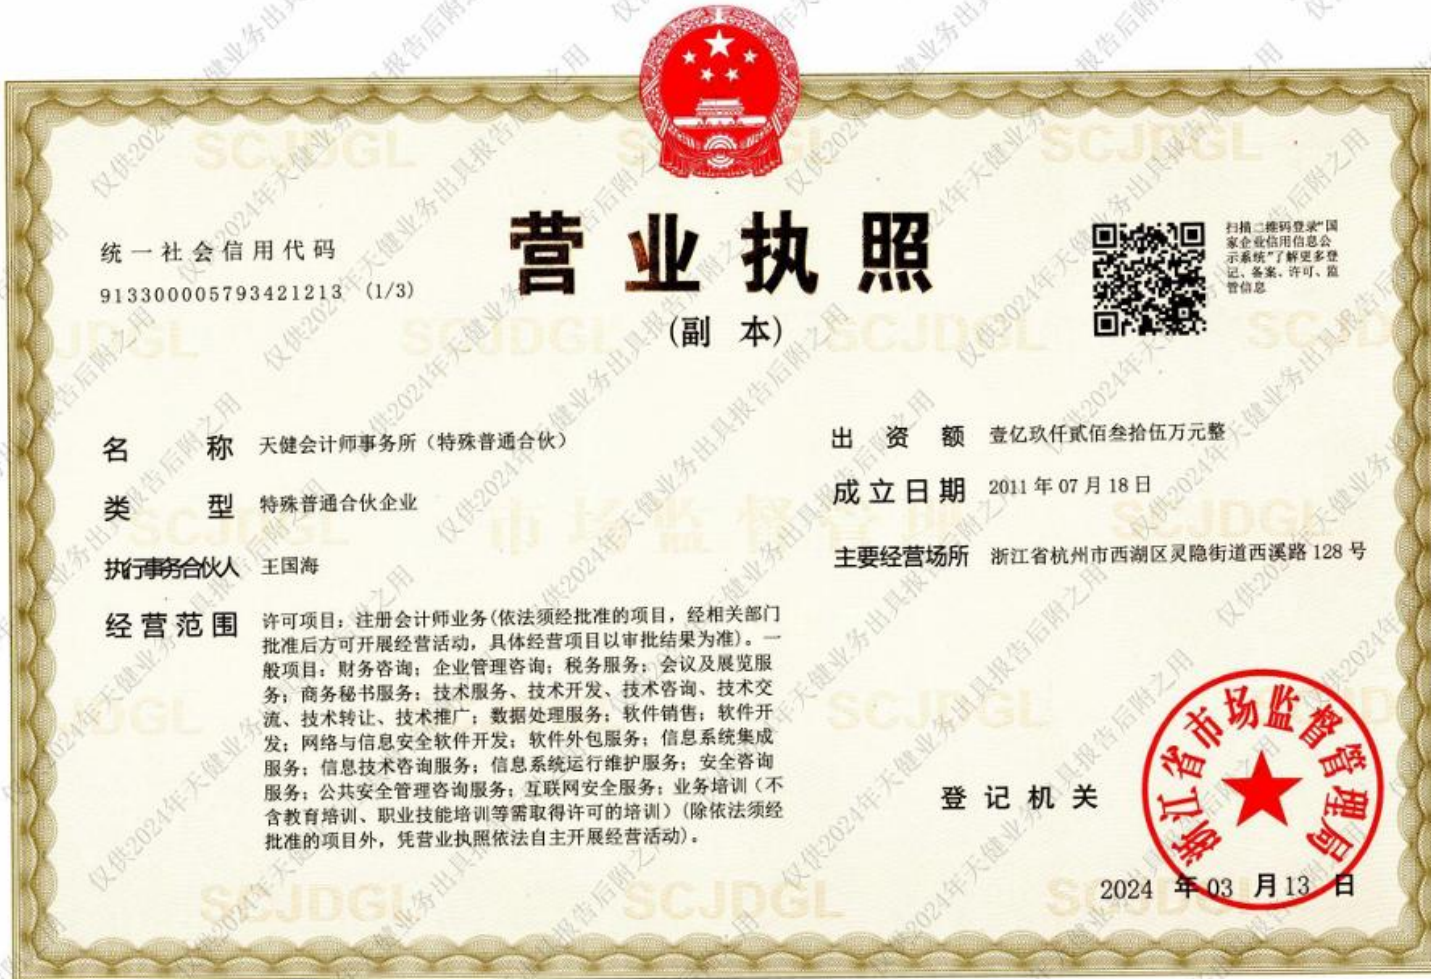 营业执照
(副 本)
统一社会信用代码
913300005793421213 (1/3)
扫描二维码登录"国
家企业信用信息公
示系统"了解更多登
记、备案、许可、监
管信息
名 称 天健会计师事务所（特殊普通合伙）
类 型 特殊普通合伙企业
执行事务合伙人 王国海
经营范围 许可项目：注册会计师业务(依法须经批准的项目，经相关部门
批准后方可开展经营活动，具体经营项目以审批结果为准)。一
般项目：财务咨询；企业管理咨询；税务服务；会议及展览服
务；商务秘书服务；技术服务、技术开发、技术咨询、技术交
流、技术转让、技术推广；数据处理服务；软件销售；软件开
发；网络与信息安全软件开发；软件外包服务；信息系统集成
服务；信息技术咨询服务；信息系统运行维护服务；安全咨询
服务；公共安全管理咨询服务；互联网安全服务；业务培训（不
含教育培训、职业技能培训等需取得许可的培训）(除依法须经
批准的项目外，凭营业执照依法自主开展经营活动)。
出 资 额 壹亿玖仟贰佰叁拾伍万元整
成立日期 2011 年 07 月 18 日
主要经营场所 浙江省杭州市西湖区灵隐街道西溪路 128 号
登记机关
浙江省市场监督管理局
2024 年 03 月 13 日
仅供2024年天健业务出具报告后附之用
SCJDGL
市场监督管理